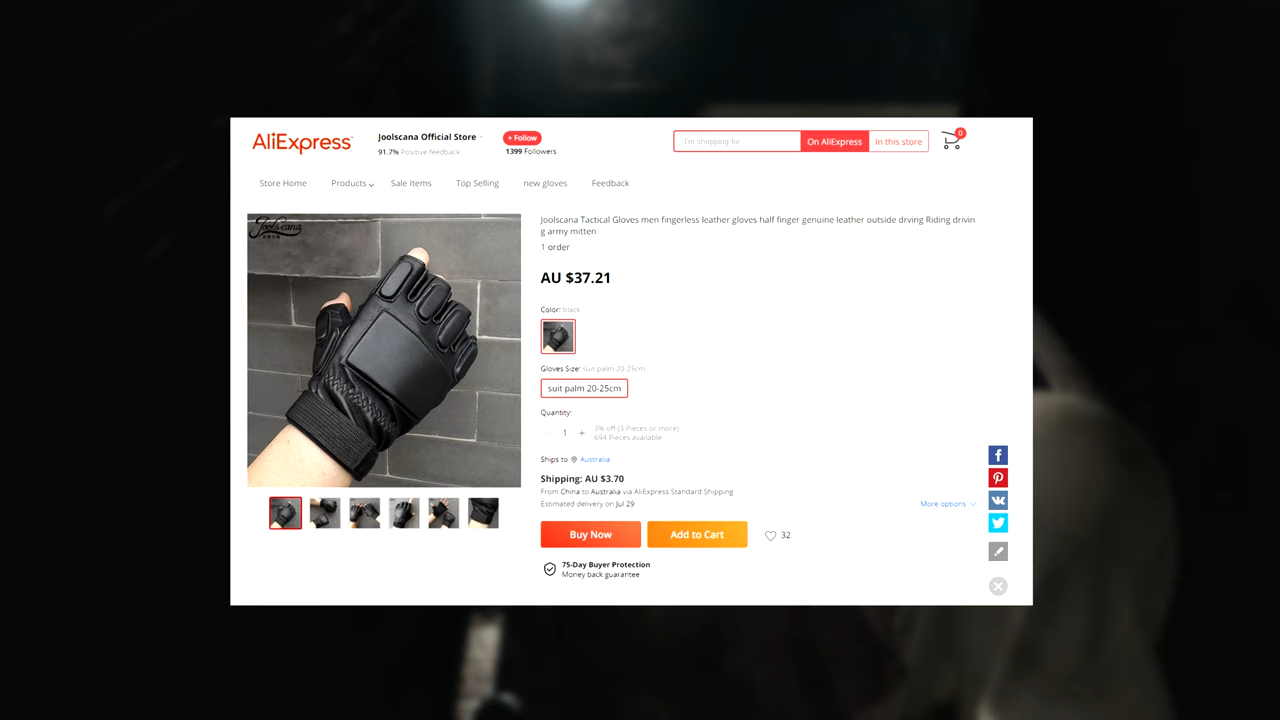 AliExpress™
Joolscana Official Store
+ Follow
91.7% Positive feedback
1399 Followers
I'm shopping for
On AliExpress
In this store
0
Store Home
Products
Sale Items
Top Selling
new gloves
Feedback
Joolscana
Joolscana Tactical Gloves men fingerless leather gloves half finger genuine leather outside drving Riding drivin
g army mitten
1 order
AU $37.21
Color: black
Gloves Size: suit palm 20-25cm
suit palm 20-25cm
Quantity:
- 1 +
3% off (3 Pieces or more)
694 Pieces available
Ships to Australia
Shipping: AU $3.70
From China to Australia via AliExpress Standard Shipping
Estimated delivery on Jul 29
More options
Buy Now
Add to Cart
32
75-Day Buyer Protection
Money back guarantee